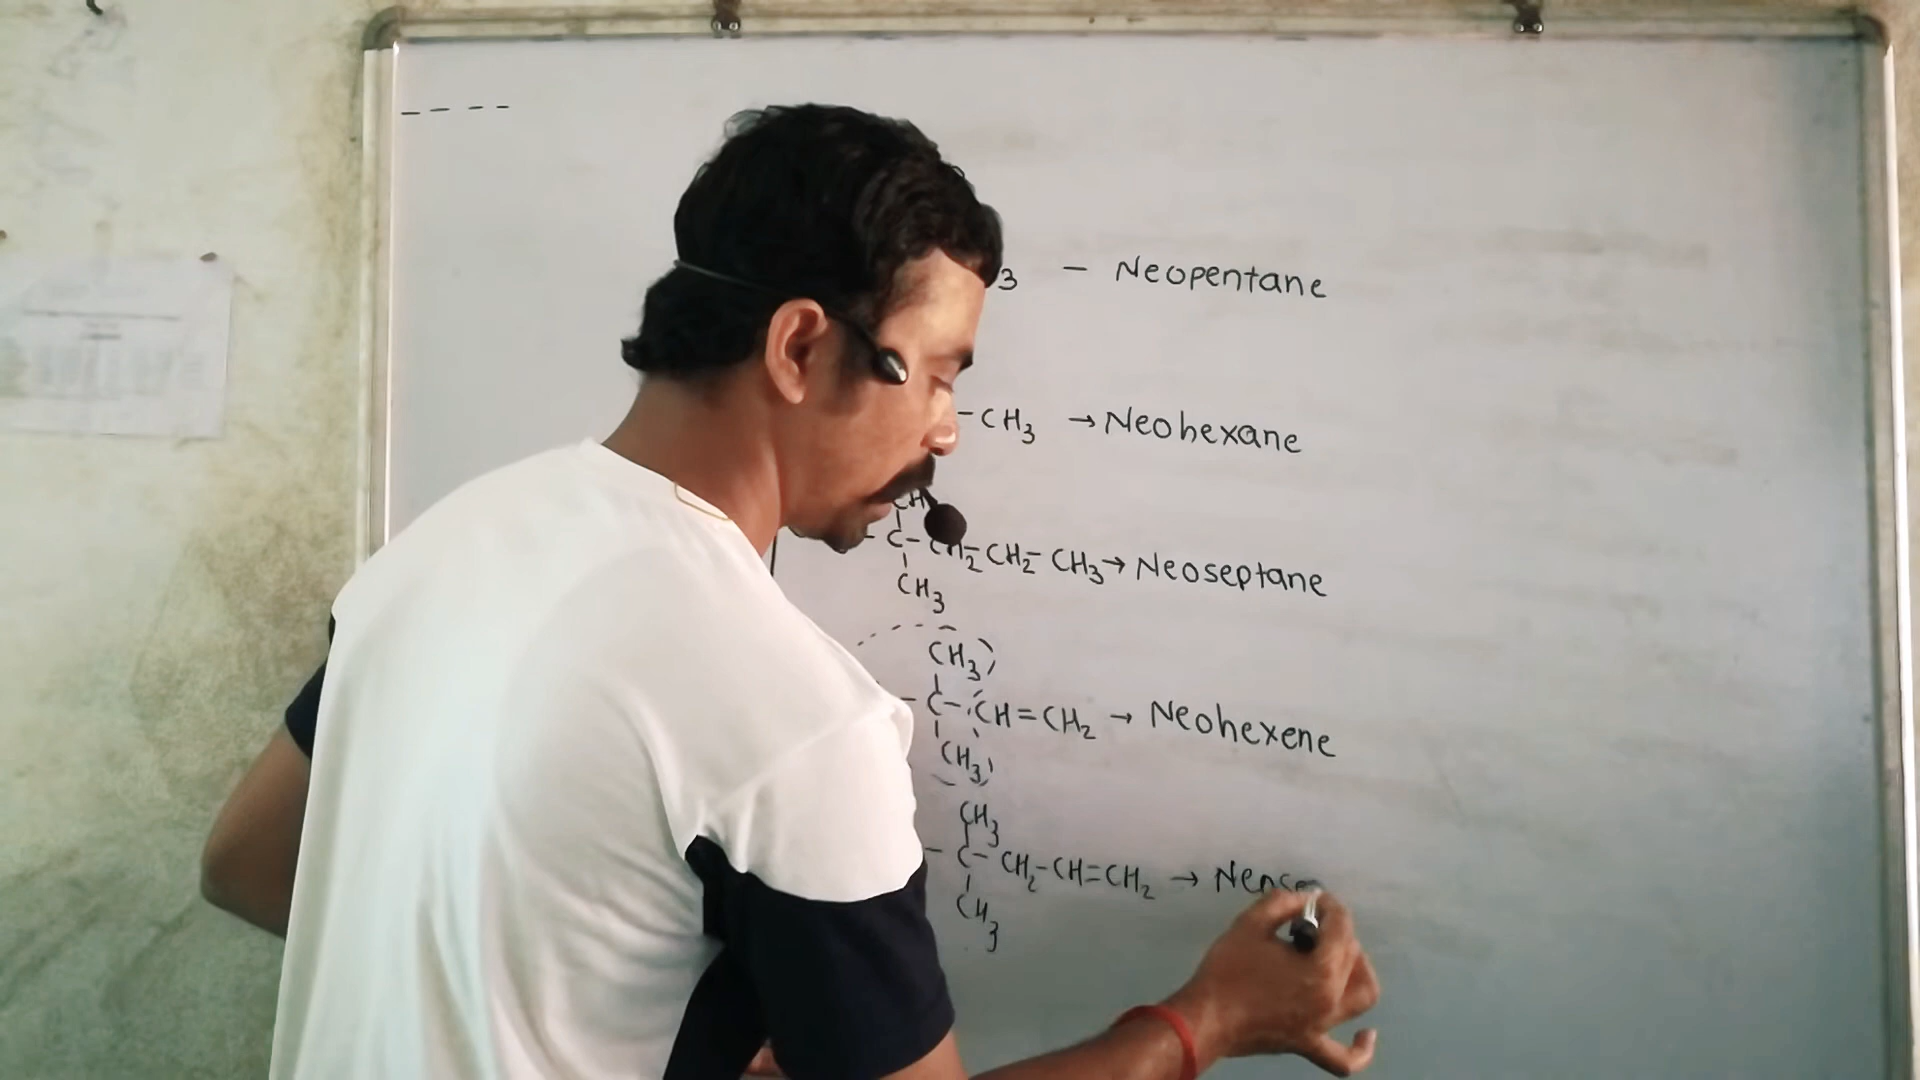 3 - Neopentane
-CH3 → Neohexane
CH
-C-CH2-CH2-CH3→ Neoseptane
CH3
CH3
-C-CH=CH2 → Neohexene
CH3
CH3
-C-CH2-CH=CH2 →
CH3